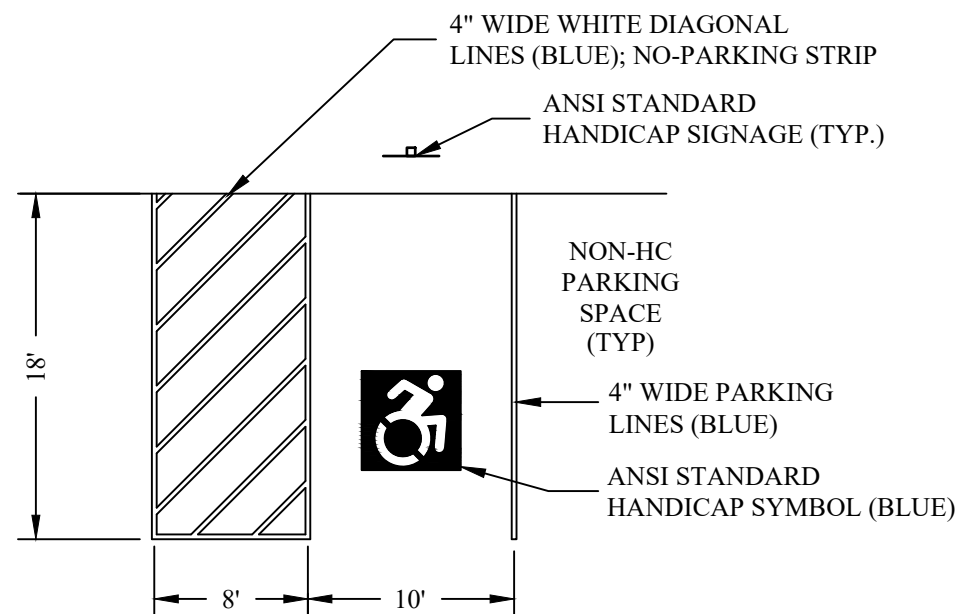 4" WIDE WHITE DIAGONAL
LINES (BLUE); NO-PARKING STRIP
ANSI STANDARD
HANDICAP SIGNAGE (TYP.)
NON-HC
PARKING
SPACE
(TYP)
18'
4" WIDE PARKING
LINES (BLUE)
ANSI STANDARD
HANDICAP SYMBOL (BLUE)
8'
10'